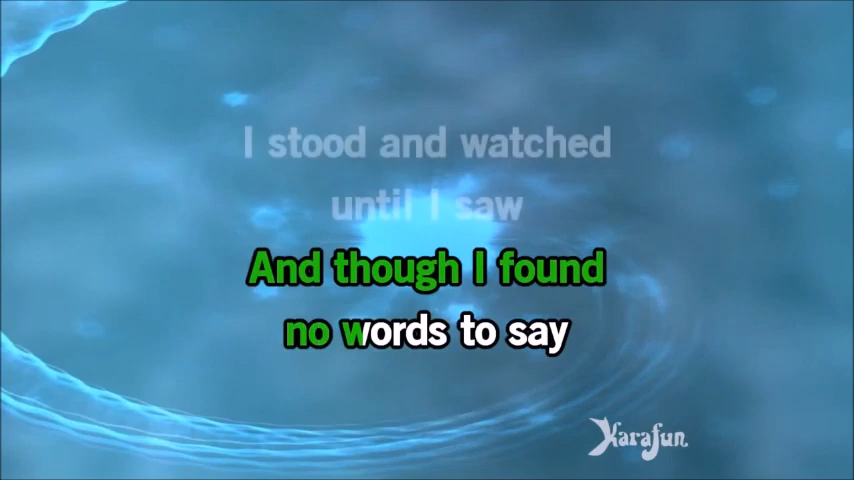 I stood and watched
until I saw
And though I found
no words to say
Karafun